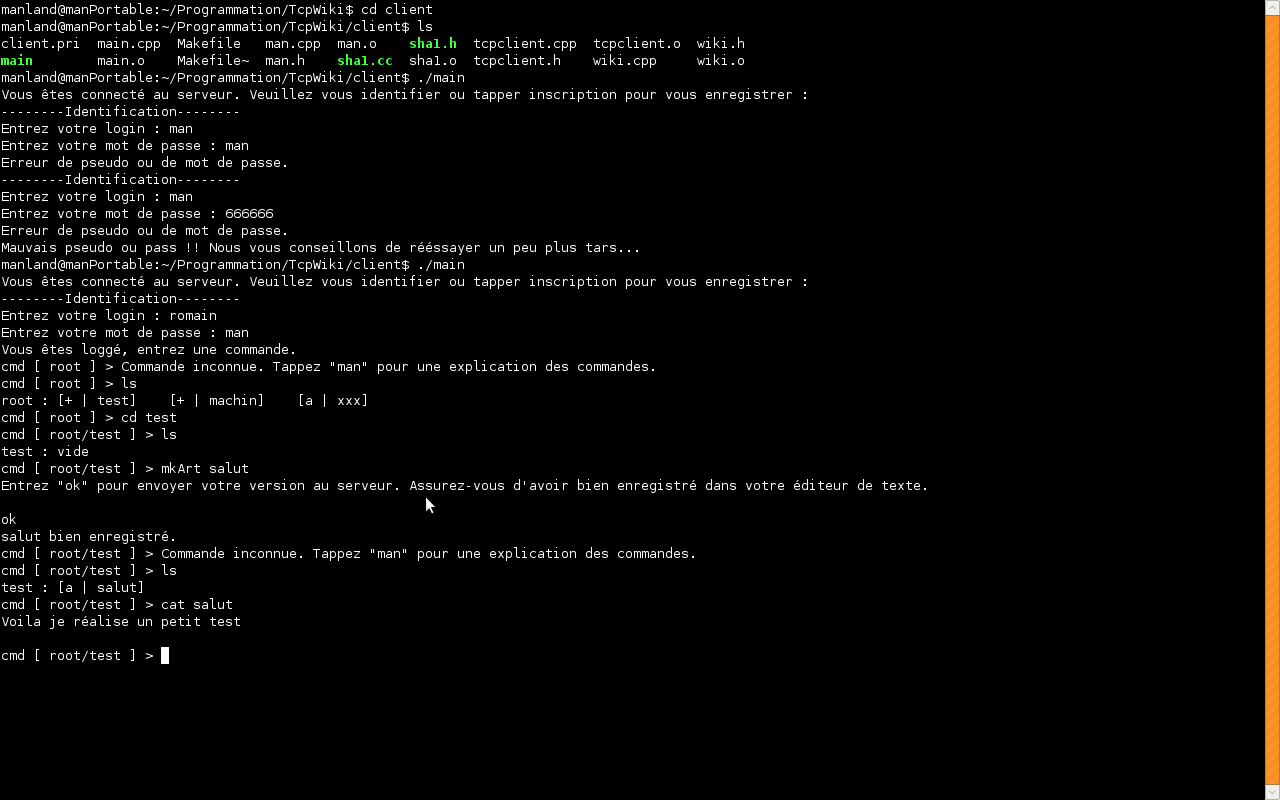 manland@manPortable:~/Programmation/TcpWiki$ cd client
manland@manPortable:~/Programmation/TcpWiki/client$ ls
client.pri  main.cpp  Makefile   man.cpp  man.o    sha1.h  tcpclient.cpp  tcpclient.o  wiki.h
main        main.o    Makefile~  man.h    sha1.cc  sha1.o  tcpclient.h    wiki.cpp     wiki.o
manland@manPortable:~/Programmation/TcpWiki/client$ ./main
Vous êtes connecté au serveur. Veuillez vous identifier ou tapper inscription pour vous enregistrer :
--------Identification--------
Entrez votre login : man
Entrez votre mot de passe : man
Erreur de pseudo ou de mot de passe.
--------Identification--------
Entrez votre login : man
Entrez votre mot de passe : 666666
Erreur de pseudo ou de mot de passe.
Mauvais pseudo ou pass !! Nous vous conseillons de rééssayer un peu plus tars...
manland@manPortable:~/Programmation/TcpWiki/client$ ./main
Vous êtes connecté au serveur. Veuillez vous identifier ou tapper inscription pour vous enregistrer :
--------Identification--------
Entrez votre login : romain
Entrez votre mot de passe : man
Vous êtes loggé, entrez une commande.
cmd [ root ] > Commande inconnue. Tappez "man" pour une explication des commandes.
cmd [ root ] > ls
root : [+ | test]    [+ | machin]    [a | xxx]
cmd [ root ] > cd test
cmd [ root/test ] > ls
test : vide
cmd [ root/test ] > mkArt salut
Entrez "ok" pour envoyer votre version au serveur. Assurez-vous d'avoir bien enregistré dans votre éditeur de texte.
ok
salut bien enregistré.
cmd [ root/test ] > Commande inconnue. Tappez "man" pour une explication des commandes.
cmd [ root/test ] > ls
test : [a | salut]
cmd [ root/test ] > cat salut
Voila je réalise un petit test
cmd [ root/test ] >